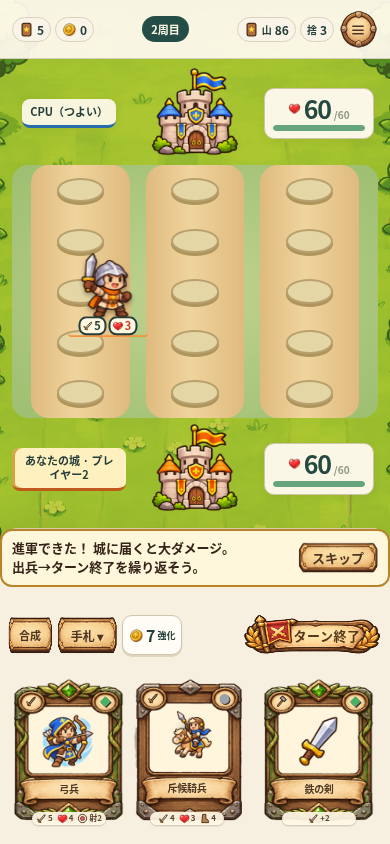 5
0
2周目
山 86
捨 3
CPU（つよい）
60 /60
5
3
あなたの城・プレ
イヤー2
60 /60
進軍できた！ 城に届くと大ダメージ。
出兵→ターン終了を繰り返そう。
スキップ
合成
手札▼
7 強化
ターン終了
弓兵
斥候騎兵
鉄の剣
5 4 射2
4 3 4
+2